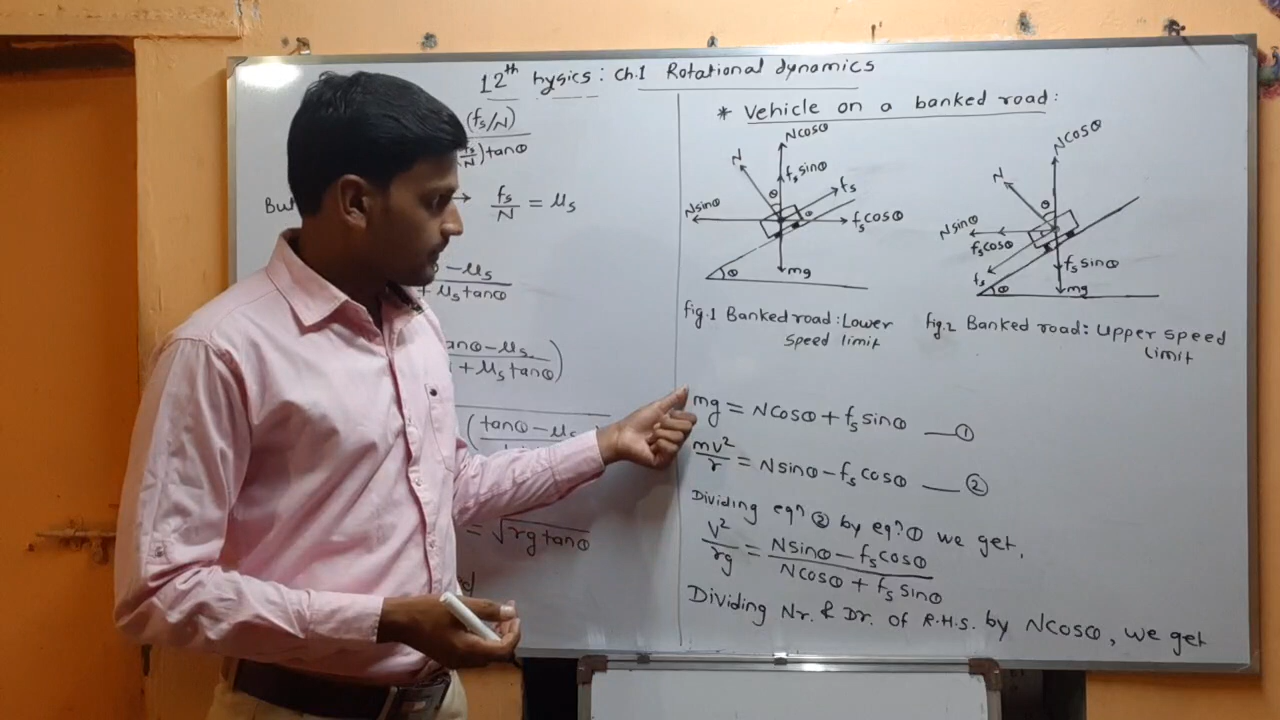 12th hysics: Ch.1 Rotational dynamics
(fs/N)
tanθ
But → fs/N = μs
- μs
+ μs tanθ
anθ - μs
+ μs tanθ)
(tanθ - μs
= √rg tanθ
* Vehicle on a banked road:
Ncosθ
N
fs sinθ
θ
fs
Nsinθ
θ
fs cosθ
θ
mg
fig.1 Banked road: Lower
speed limit
Ncosθ
N
θ
Nsinθ
fs cosθ
fs
fs sinθ
θ
mg
fig.2 Banked road: Upper speed
limit
mg = Ncosθ + fs sinθ —①
mv²/r = Nsinθ - fs cosθ —②
Dividing eqn ② by eqn ① we get,
v²/rg = Nsinθ - fs cosθ / Ncosθ + fs sinθ
Dividing Nr. & Dr. of R.H.S. by Ncosθ, we get